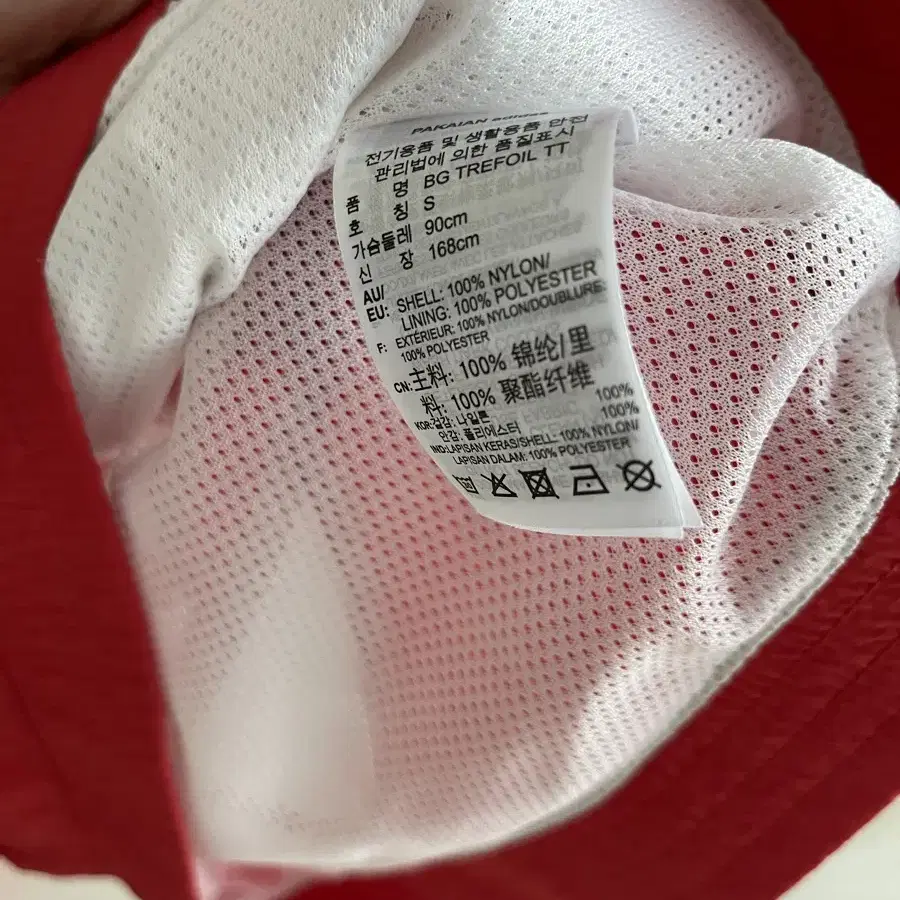 PAKAIAN adidas
전기용품 및 생활용품 안전
관리법에 의한 품질표시
품 명 BG TREFOIL TT
호 칭 S
가슴둘레 90cm
신 장 168cm
AU/
EU: SHELL: 100% NYLON/
LINING: 100% POLYESTER
F: EXTÉRIEUR: 100% NYLON/DOUBLURE:
100% POLYESTER
CN: 主料: 100% 锦纶/里
料: 100% 聚酯纤维
KOR: 겉감: 나일론 100%
안감: 폴리에스터 100%
IND: LAPISAN KERAS/SHELL: 100% NYLON/
LAPISAN DALAM: 100% POLYESTER